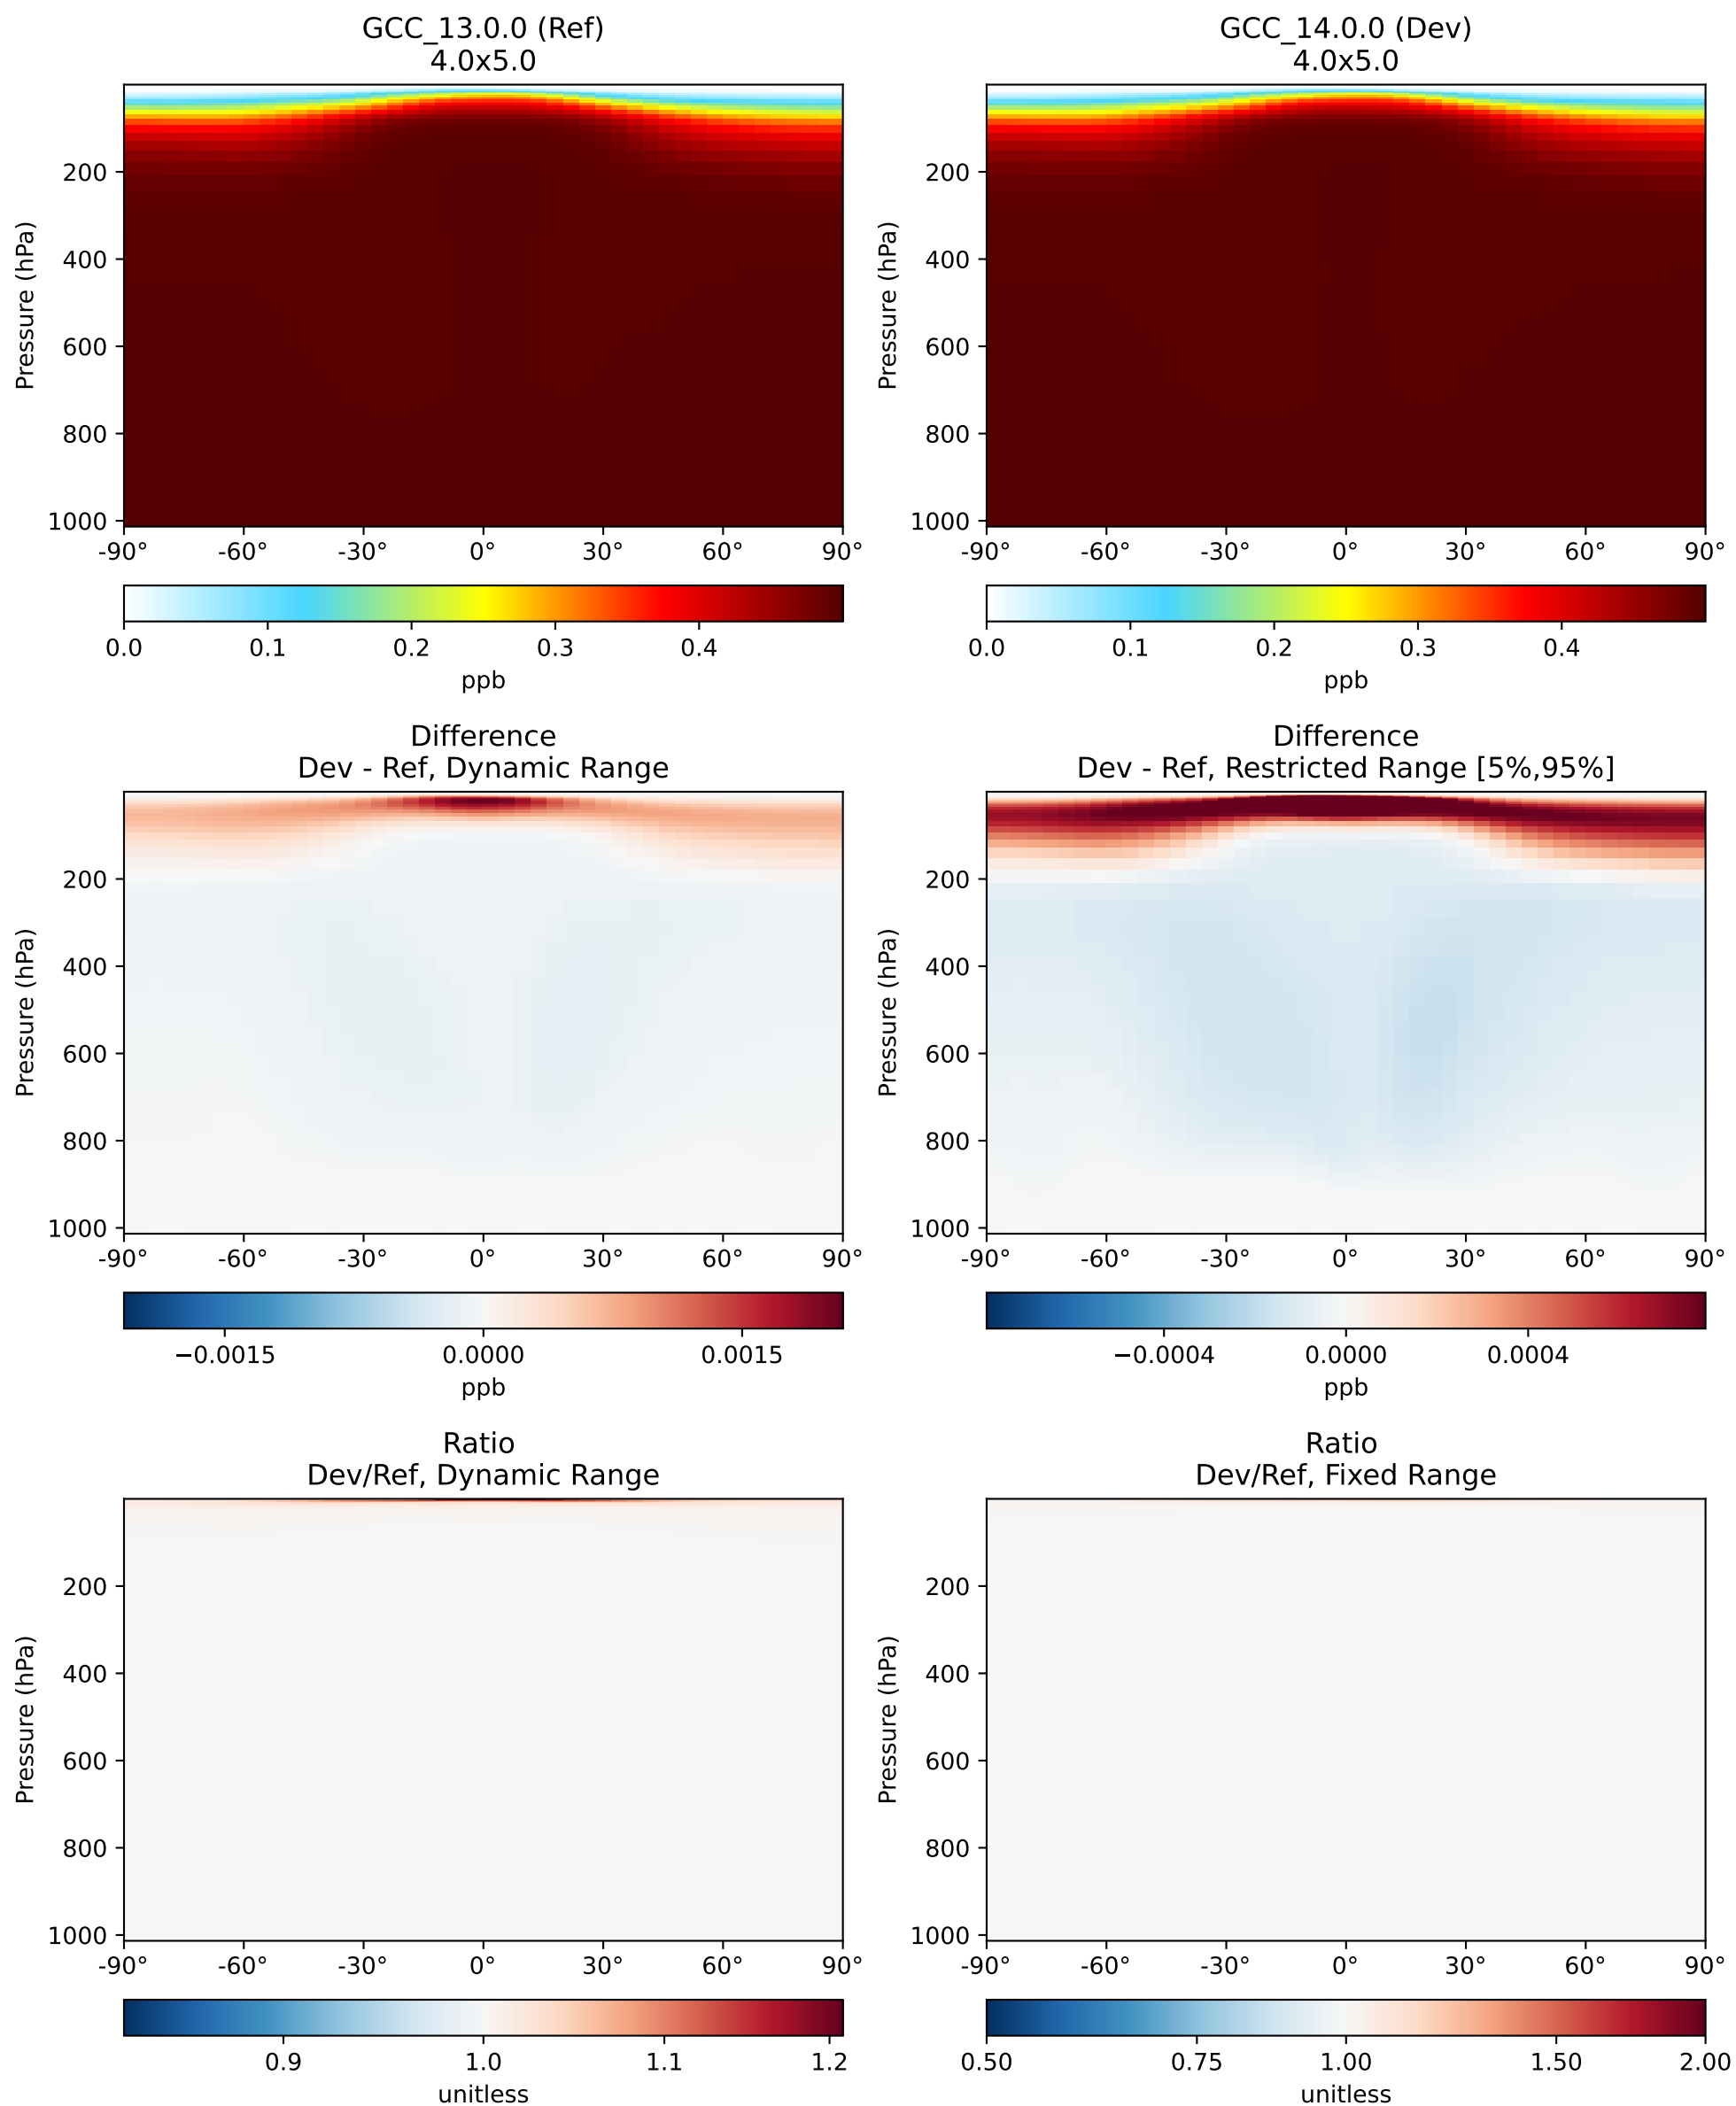 GCC_13.0.0 (Ref)
4.0x5.0
Pressure (hPa)
200
400
600
800
1000
-90° -60° -30° 0° 30° 60° 90°
0.0 0.1 0.2 0.3 0.4
ppb
GCC_14.0.0 (Dev)
4.0x5.0
Pressure (hPa)
200
400
600
800
1000
-90° -60° -30° 0° 30° 60° 90°
0.0 0.1 0.2 0.3 0.4
ppb
Difference
Dev - Ref, Dynamic Range
Pressure (hPa)
200
400
600
800
1000
-90° -60° -30° 0° 30° 60° 90°
−0.0015 0.0000 0.0015
ppb
Difference
Dev - Ref, Restricted Range [5%,95%]
Pressure (hPa)
200
400
600
800
1000
-90° -60° -30° 0° 30° 60° 90°
−0.0004 0.0000 0.0004
ppb
Ratio
Dev/Ref, Dynamic Range
Pressure (hPa)
200
400
600
800
1000
-90° -60° -30° 0° 30° 60° 90°
0.9 1.0 1.1 1.2
unitless
Ratio
Dev/Ref, Fixed Range
Pressure (hPa)
200
400
600
800
1000
-90° -60° -30° 0° 30° 60° 90°
0.50 0.75 1.00 1.50 2.00
unitless